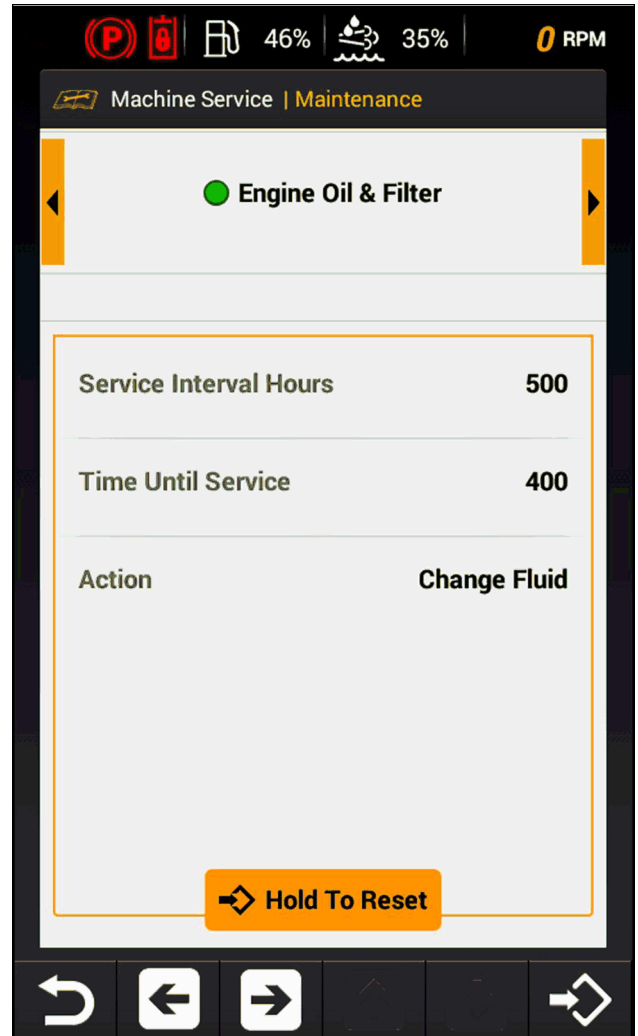 P 46% 35% 0 RPM
Machine Service | Maintenance
Engine Oil & Filter
Service Interval Hours 500
Time Until Service 400
Action Change Fluid
Hold To Reset